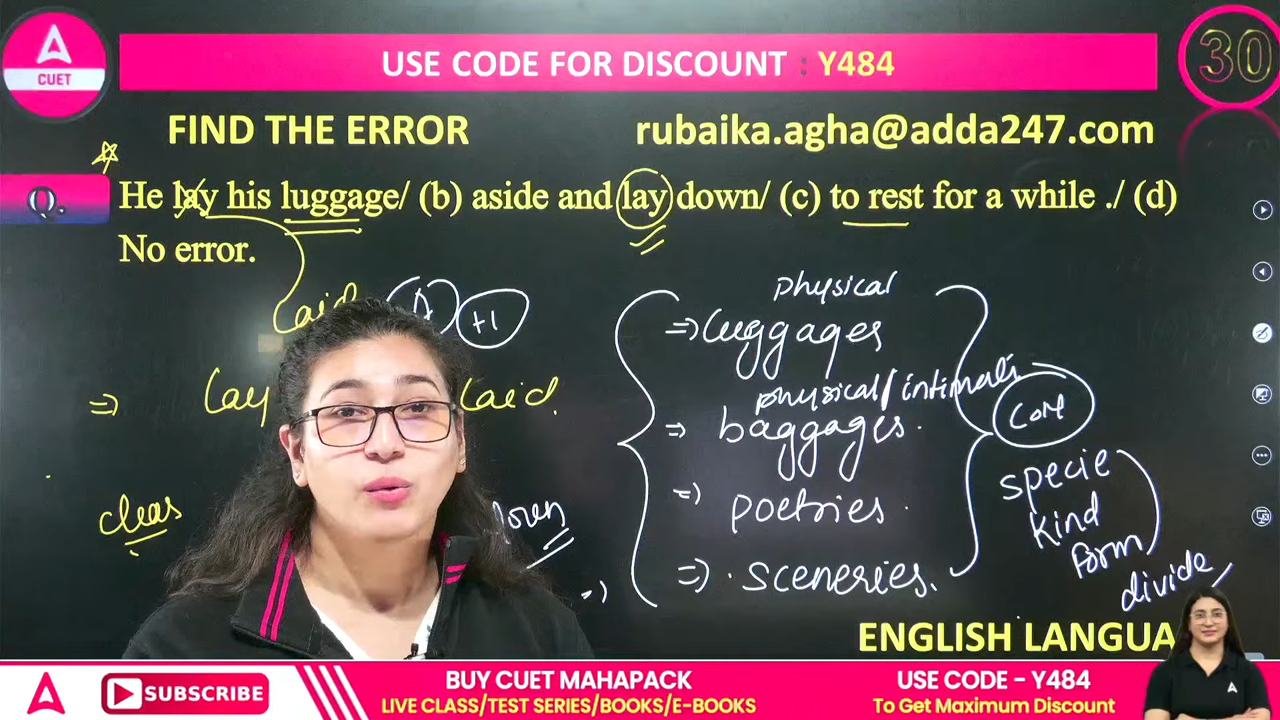 CUET
USE CODE FOR DISCOUNT : Y484
30
FIND THE ERROR
rubaika.agha@adda247.com
Q.
He lay his luggage/ (b) aside and lay down/ (c) to rest for a while ./ (d)
No error.
laid
+1
physical
⇒ luggages
⇒ lay
laid.
physical/
⇒ baggages.
⇒ poetries.
⇒ sceneries.
specie
kind
form
divide
down
ENGLISH LANGUA
SUBSCRIBE
BUY CUET MAHAPACK
LIVE CLASS/TEST SERIES/BOOKS/E-BOOKS
USE CODE - Y484
To Get Maximum Discount